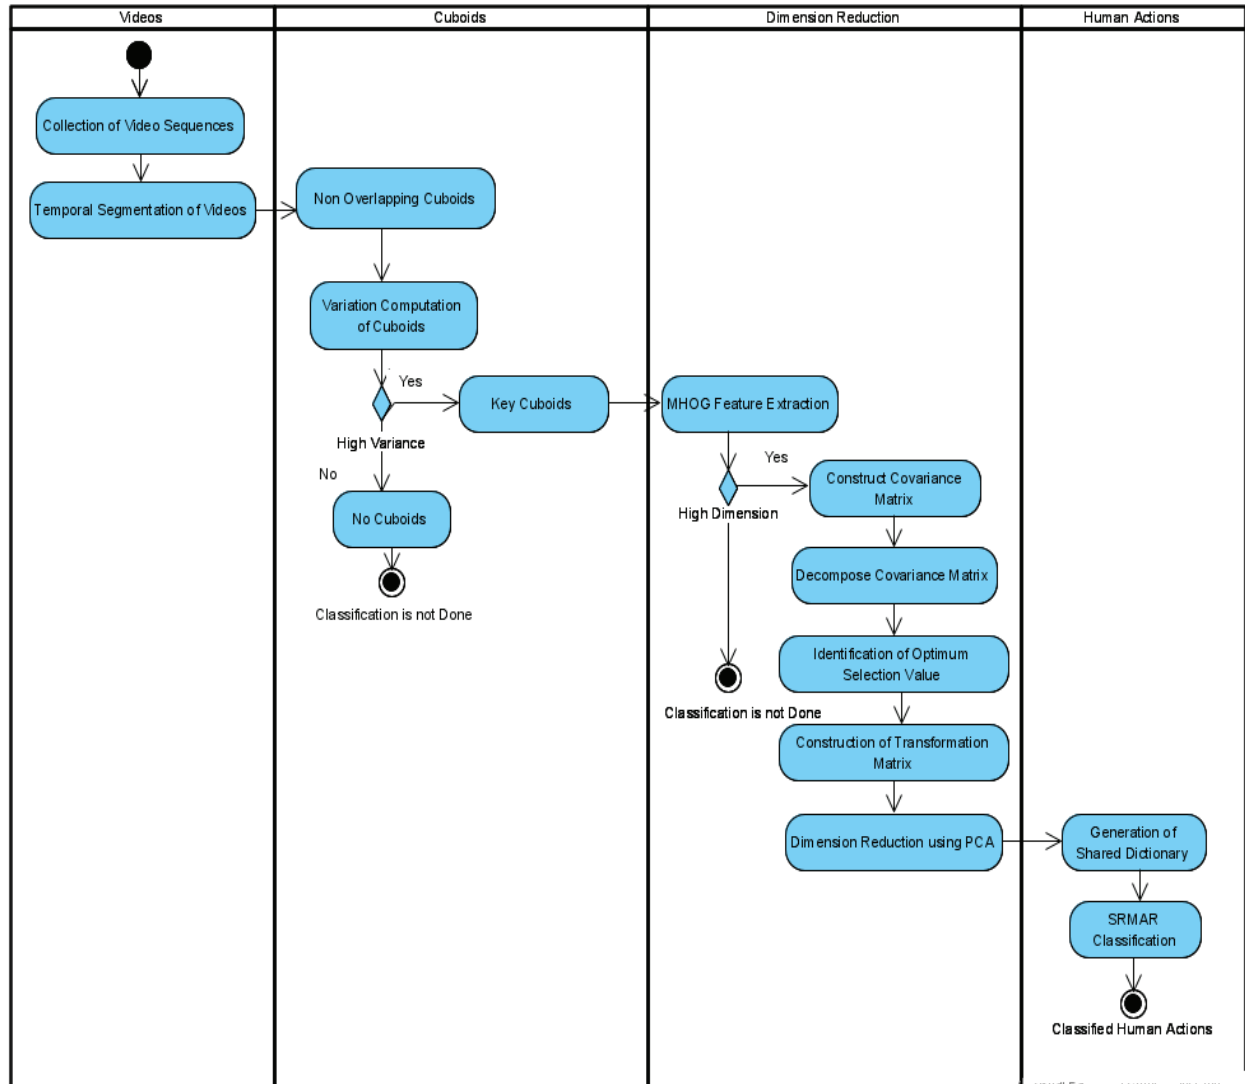 Videos
Cuboids
Dimension Reduction
Human Actions
Collection of Video Sequences
Temporal Segmentation of Videos
Non Overlapping Cuboids
Variation Computation
of Cuboids
Yes
High Variance
No
Key Cuboids
No Cuboids
Classification is not Done
MHOG Feature Extraction
Yes
High Dimension
Construct Covariance
Matrix
Decompose Covariance Matrix
Identification of Optimum
Selection Value
Classification is not Done
Construction of Transformation
Matrix
Dimension Reduction using PCA
Generation of
Shared Dictionary
SRMAR
Classification
Classified Human Actions